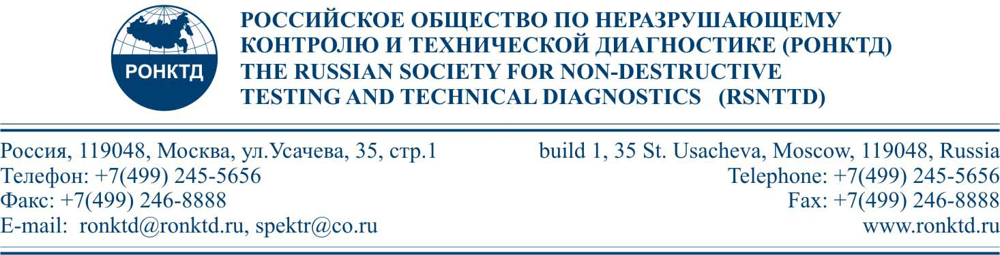 РОНКТД
РОССИЙСКОЕ ОБЩЕСТВО ПО НЕРАЗРУШАЮЩЕМУ
КОНТРОЛЮ И ТЕХНИЧЕСКОЙ ДИАГНОСТИКЕ (РОНКТД)
THE RUSSIAN SOCIETY FOR NON-DESTRUCTIVE
TESTING AND TECHNICAL DIAGNOSTICS (RSNTTD)
Россия, 119048, Москва, ул.Усачева, 35, стр.1
Телефон: +7(499) 245-5656
Факс: +7(499) 246-8888
E-mail: ronktd@ronktd.ru, spektr@co.ru
build 1, 35 St. Usacheva, Moscow, 119048, Russia
Telephone: +7(499) 245-5656
Fax: +7(499) 246-8888
www.ronktd.ru